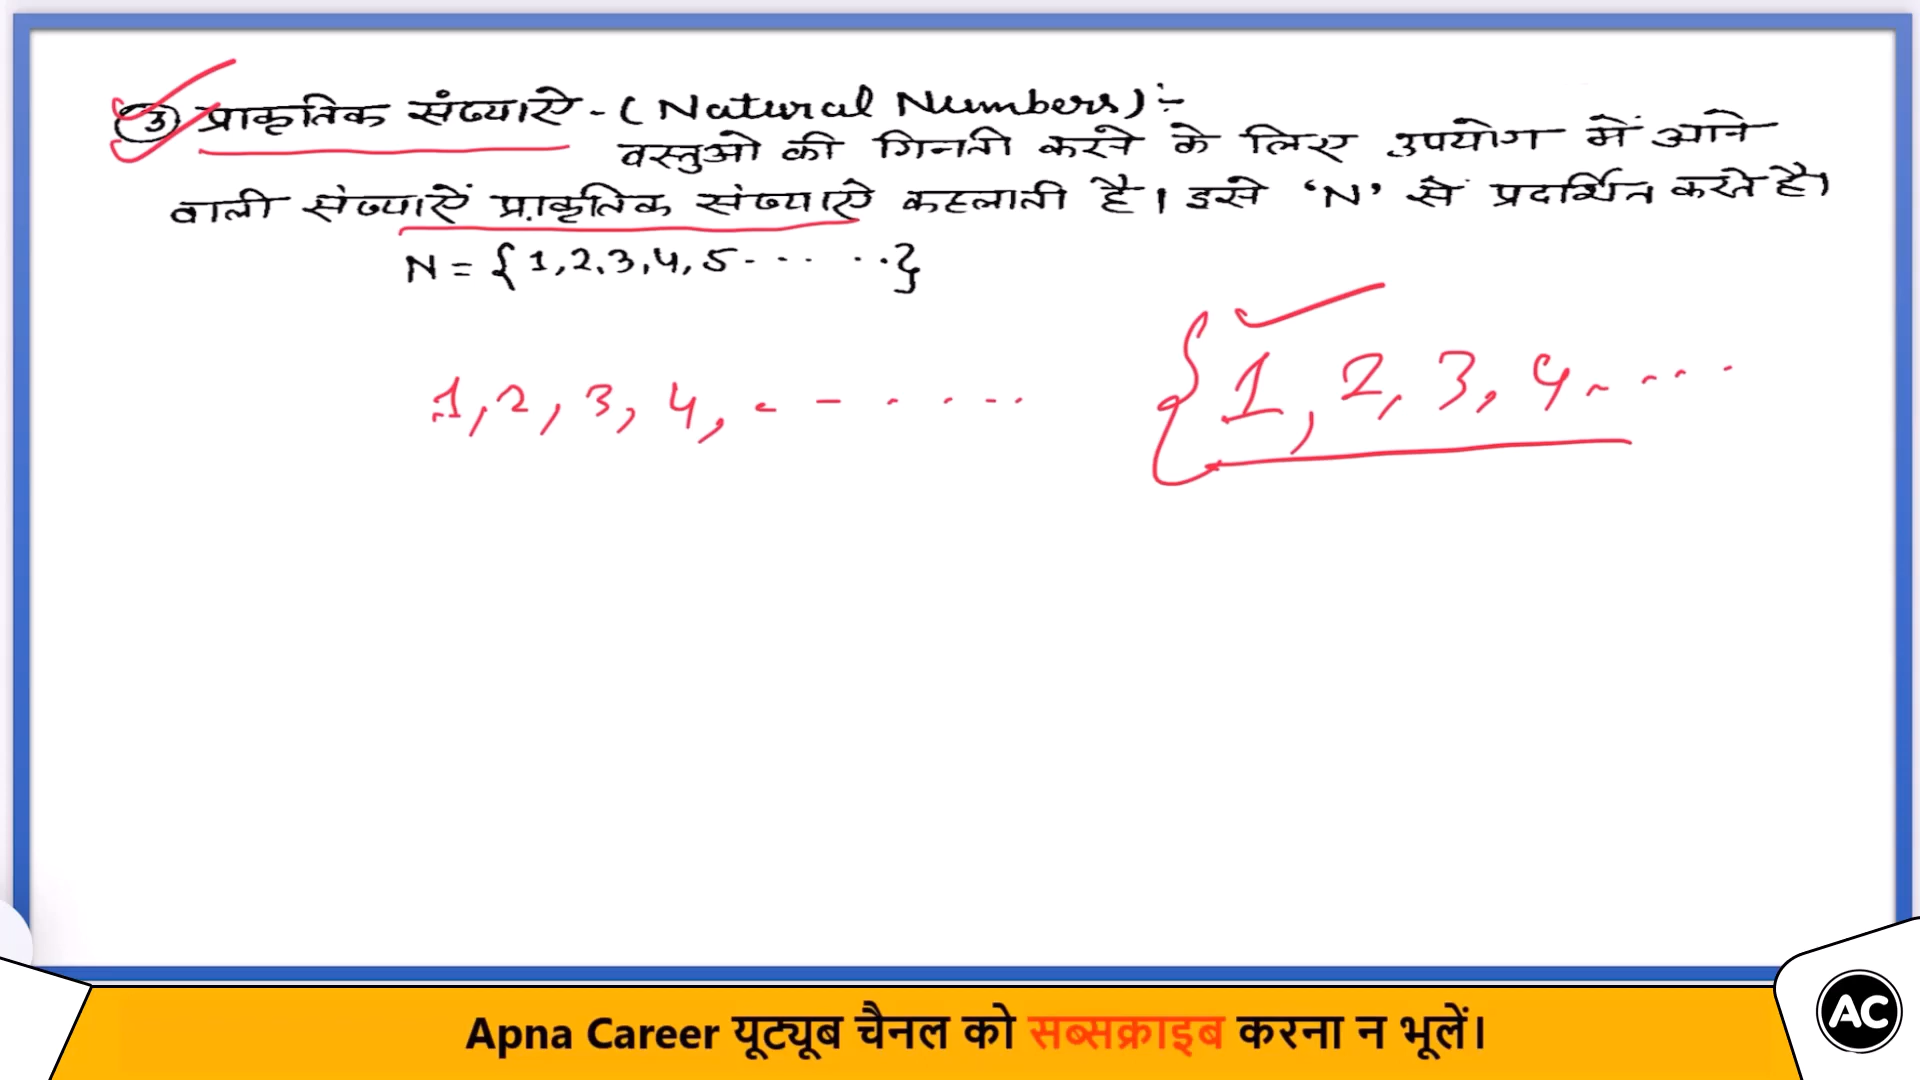 ③ प्राकृतिक संख्याऐ - (Natural Numbers) :-
वस्तुओ की गिनती करने के लिए उपयोग में आने
वाली संख्याऐं प्राकृतिक संख्याऐ कहलाती है। इसे ‘N’ से प्रदर्शित करते है।
N = {1,2,3,4,5- - - - - -}
1, 2, 3, 4, - - - - - -
{1, 2, 3, 4 - - - -
Apna Career यूट्यूब चैनल को सब्सक्राइब करना न भूलें।
AC